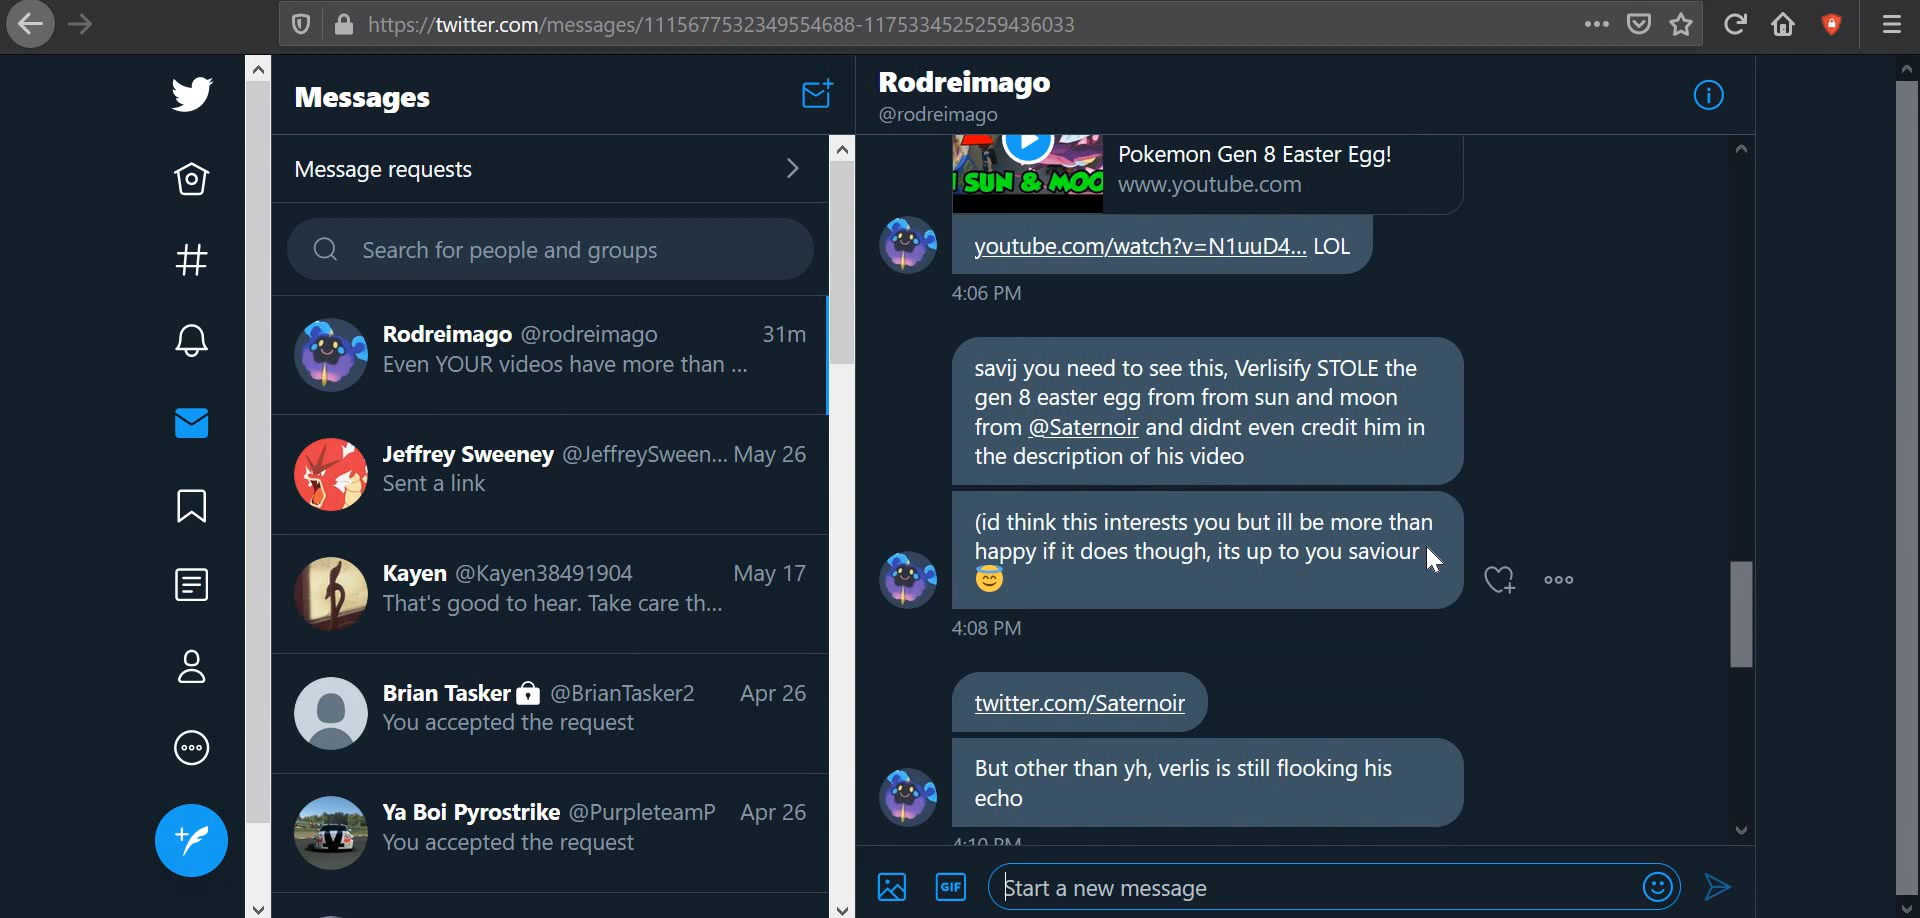 https://twitter.com/messages/1115677532349554688-1175334525259436033
Messages
Message requests
Search for people and groups
Rodreimago @rodreimago 31m
Even YOUR videos have more than ...
Jeffrey Sweeney @JeffreySween... May 26
Sent a link
Kayen @Kayen38491904 May 17
That's good to hear. Take care th...
Brian Tasker @BrianTasker2 Apr 26
You accepted the request
Ya Boi Pyrostrike @PurpleteamP Apr 26
You accepted the request
Rodreimago
@rodreimago
SUN & MOO
Pokemon Gen 8 Easter Egg!
www.youtube.com
youtube.com/watch?v=N1uuD4... LOL
4:06 PM
savij you need to see this, Verlisify STOLE the
gen 8 easter egg from from sun and moon
from @Saternoir and didnt even credit him in
the description of his video
(id think this interests you but ill be more than
happy if it does though, its up to you saviour
4:08 PM
twitter.com/Saternoir
But other than yh, verlis is still flooking his
echo
4:10 PM
GIF
Start a new message